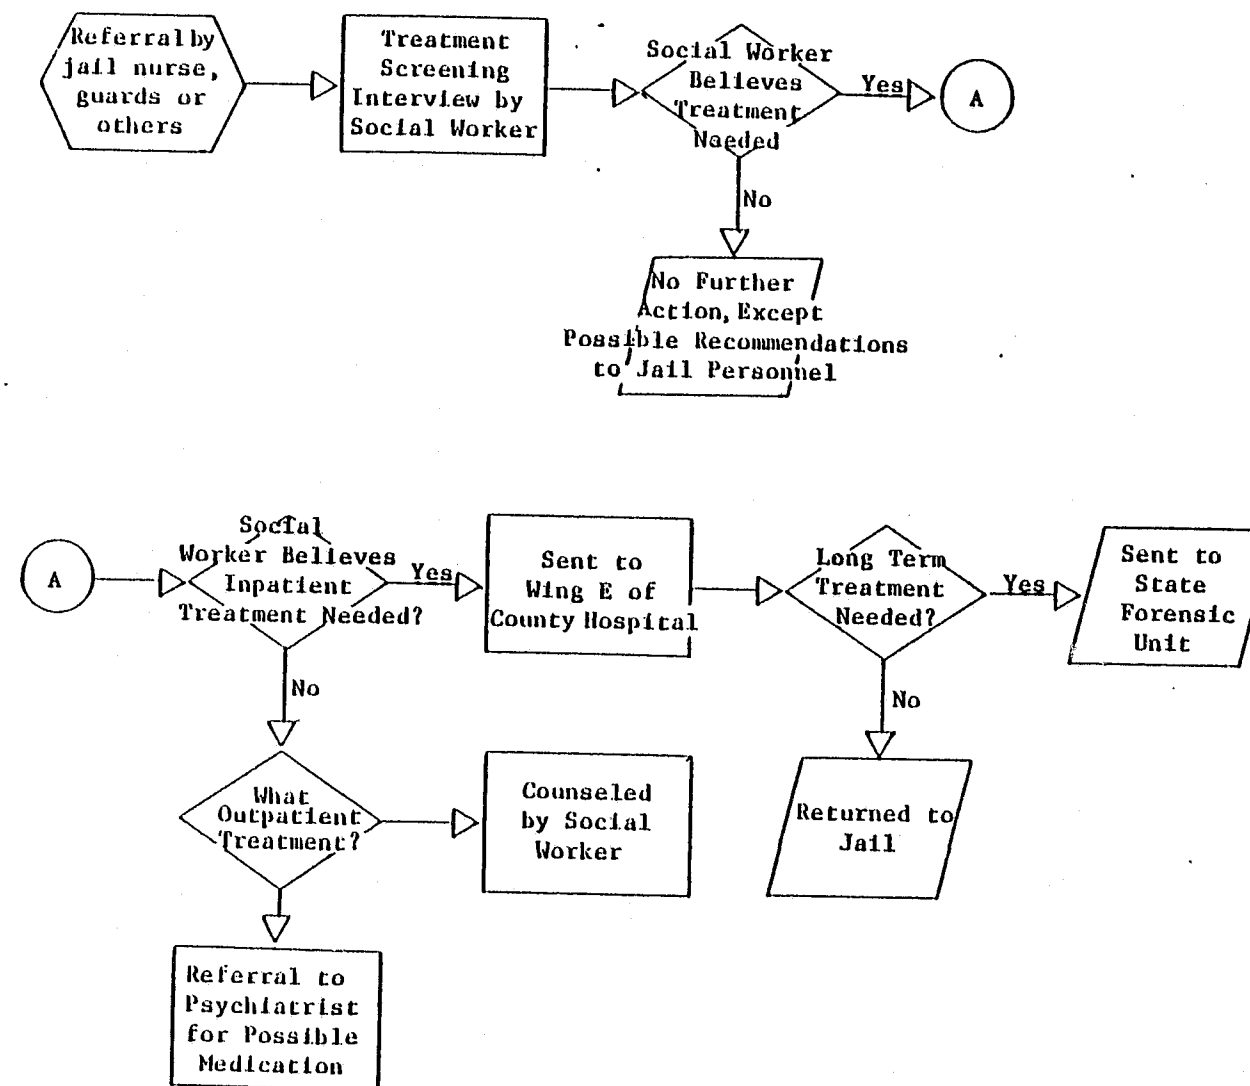 Referral by
jail nurse,
guards or
others
Treatment
Screening
Interview by
Social Worker
Social Worker
Believes
Treatment
Needed
Yes
A
No
No Further
Action, Except
Possible Recommendations
to Jail Personnel
A
Social
Worker Believes
Inpatient
Treatment Needed?
Yes
Sent to
Wing E of
County Hospital
Long Term
Treatment
Needed?
Yes
Sent to
State
Forensic
Unit
No
No
What
Outpatient
Treatment?
Counseled
by Social
Worker
Returned to
Jail
Referral to
Psychiatrist
for Possible
Medication